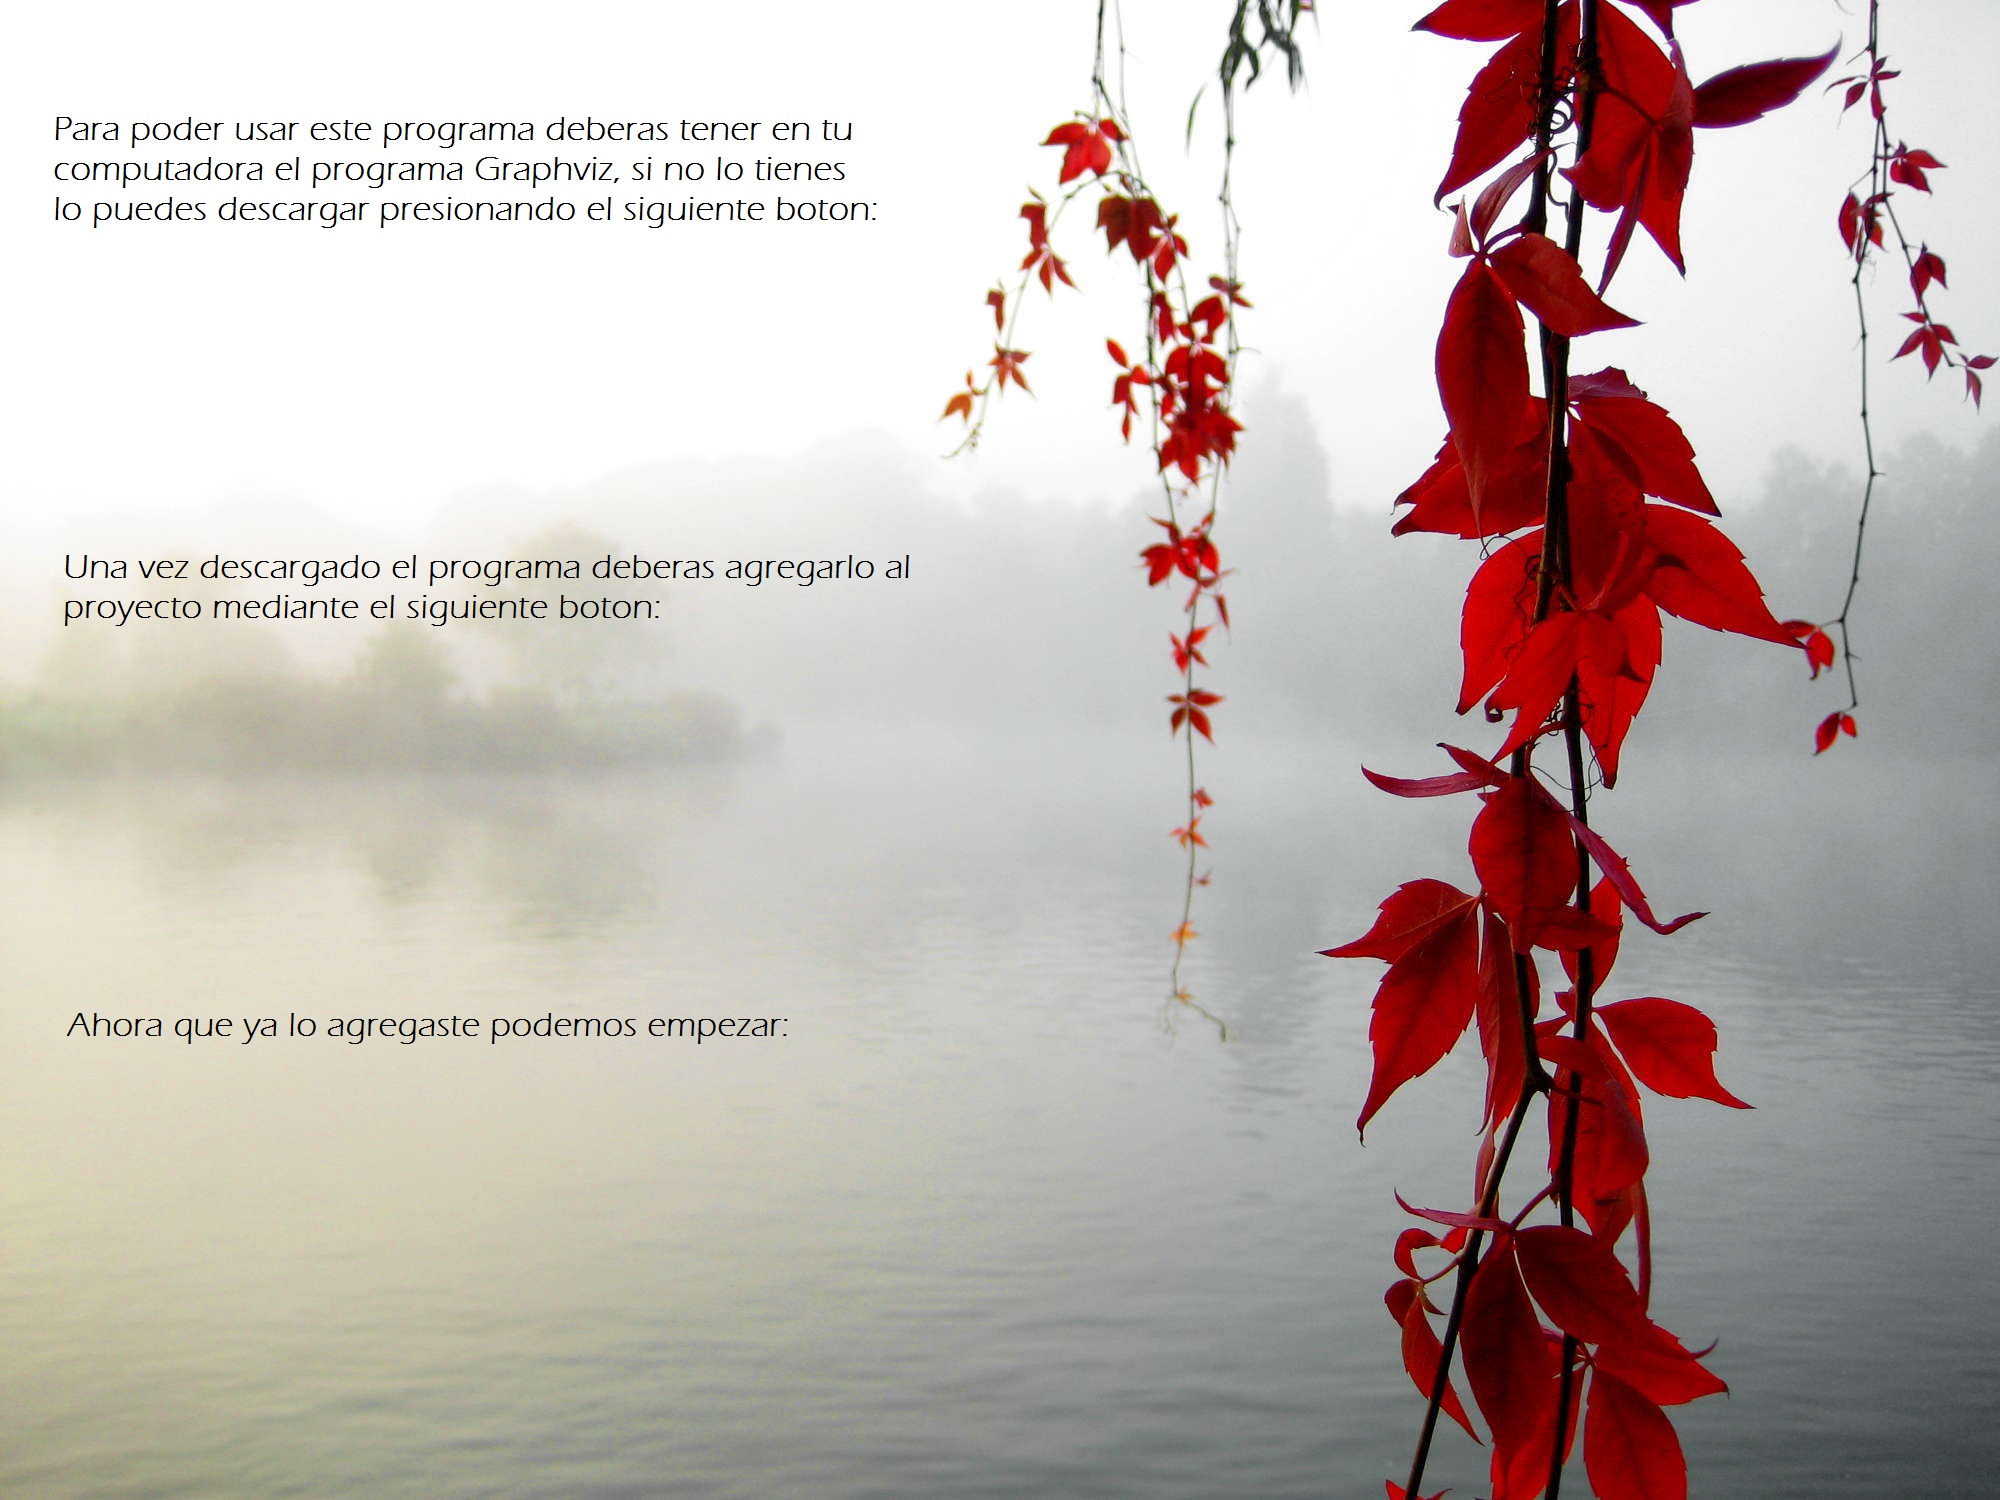 Para poder usar este programa deberas tener en tu
computadora el programa Graphviz, si no lo tienes
lo puedes descargar presionando el siguiente boton:
Una vez descargado el programa deberas agregarlo al
proyecto mediante el siguiente boton:
Ahora que ya lo agregaste podemos empezar: